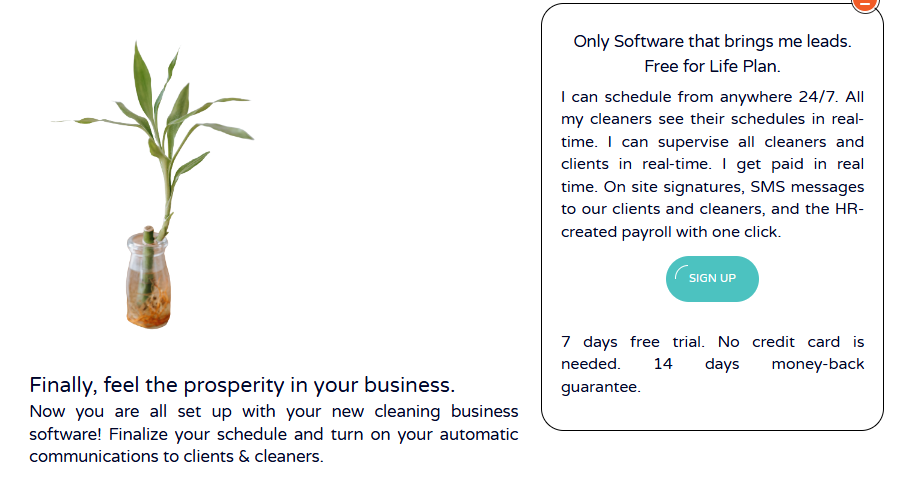 Only Software that brings me leads.
Free for Life Plan.
I can schedule from anywhere 24/7. All
my cleaners see their schedules in real-
time. I can supervise all cleaners and
clients in real-time. I get paid in real
time. On site signatures, SMS messages
to our clients and cleaners, and the HR-
created payroll with one click.
SIGN UP
7 days free trial. No credit card is
needed. 14 days money-back
guarantee.
Finally, feel the prosperity in your business.
Now you are all set up with your new cleaning business
software! Finalize your schedule and turn on your automatic
communications to clients & cleaners.